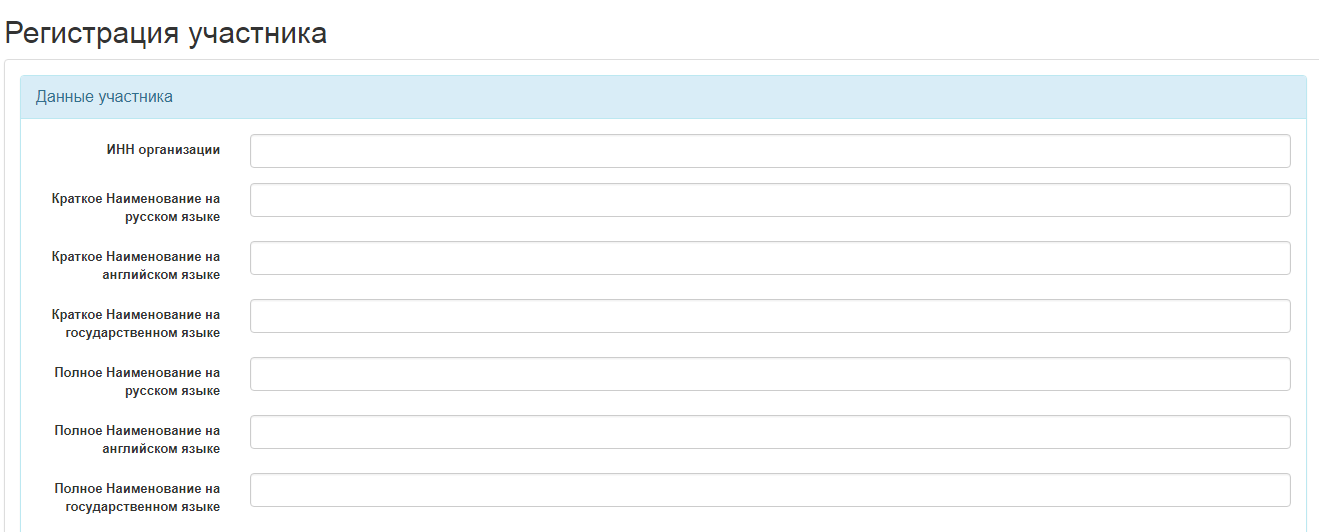 Регистрация участника
Данные участника
ИНН организации
Краткое Наименование на
русском языке
Краткое Наименование на
английском языке
Краткое Наименование на
государственном языке
Полное Наименование на
русском языке
Полное Наименование на
английском языке
Полное Наименование на
государственном языке